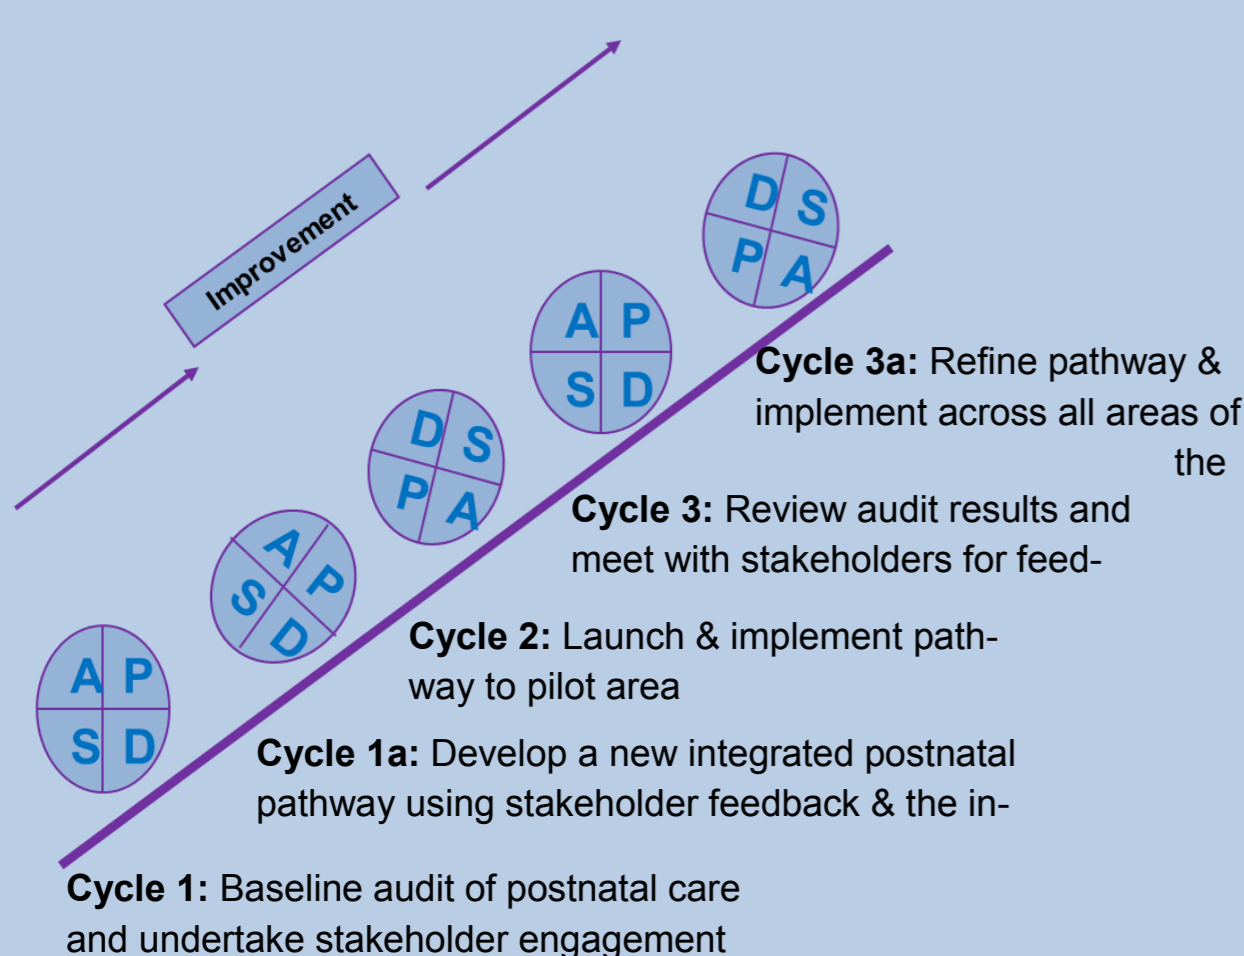 Improvement
D S
P A
A P
S D
D S
P A
A P
S D
A P
S D
Cycle 3a: Refine pathway &
implement across all areas of
the
Cycle 3: Review audit results and
meet with stakeholders for feed-
Cycle 2: Launch & implement path-
way to pilot area
Cycle 1a: Develop a new integrated postnatal
pathway using stakeholder feedback & the in-
Cycle 1: Baseline audit of postnatal care
and undertake stakeholder engagement